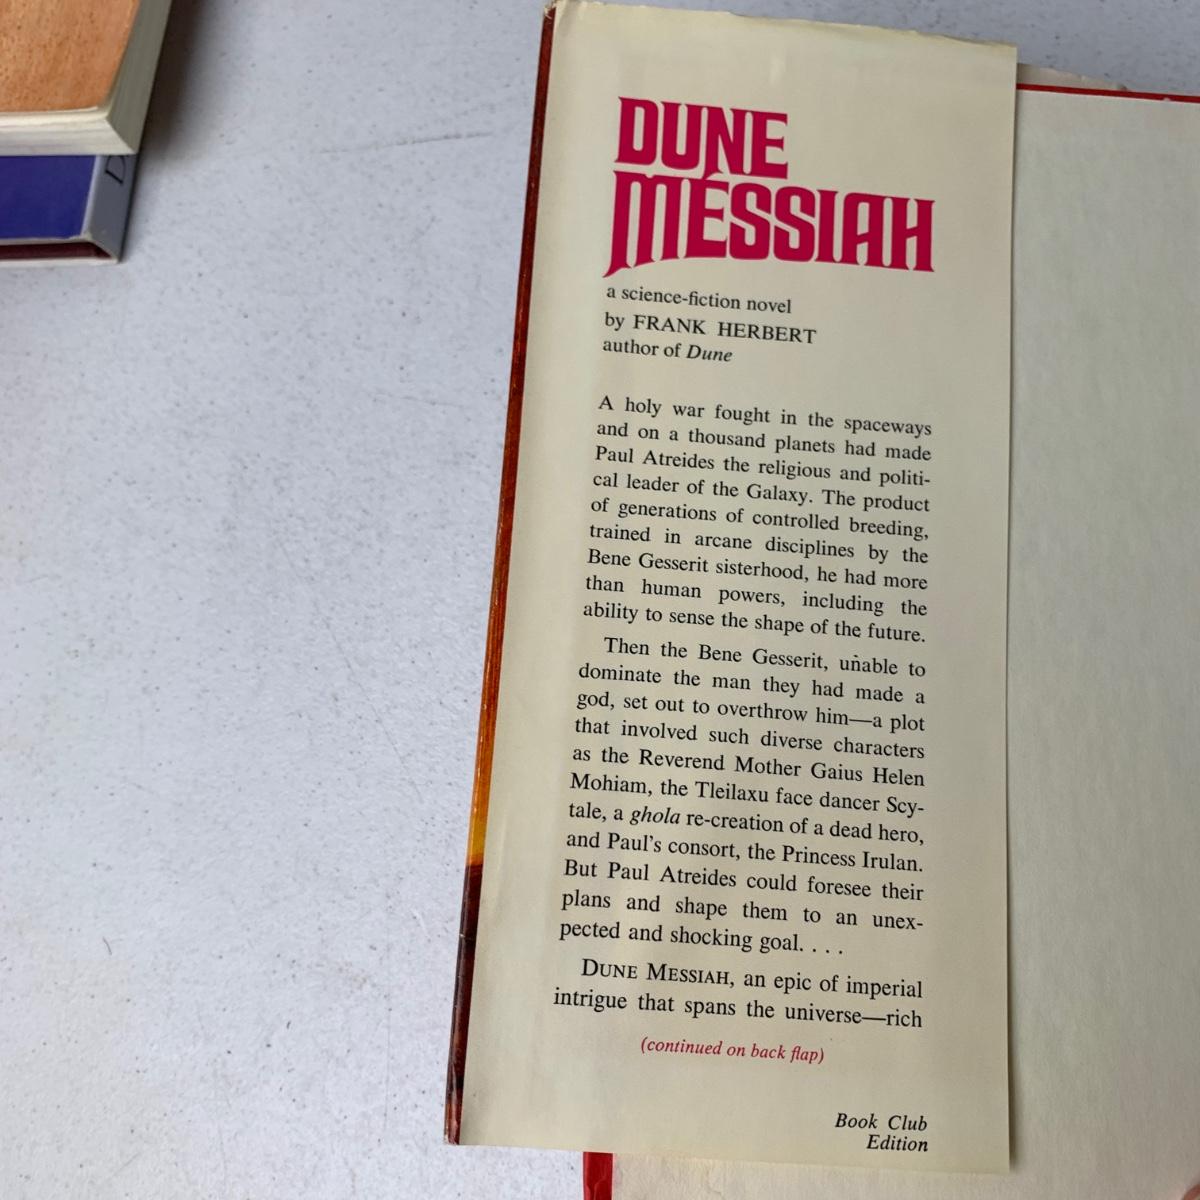 DUNE
MESSIAH
a science-fiction novel
by FRANK HERBERT
author of Dune
A holy war fought in the spaceways
and on a thousand planets had made
Paul Atreides the religious and politi-
cal leader of the Galaxy. The product
of generations of controlled breeding,
trained in arcane disciplines by the
Bene Gesserit sisterhood, he had more
than human powers, including the
ability to sense the shape of the future.
Then the Bene Gesserit, unable to
dominate the man they had made a
god, set out to overthrow him—a plot
that involved such diverse characters
as the Reverend Mother Gaius Helen
Mohiam, the Tleilaxu face dancer Scy-
tale, a ghola re-creation of a dead hero,
and Paul's consort, the Princess Irulan.
But Paul Atreides could foresee their
plans and shape them to an unex-
pected and shocking goal. . . .
DUNE MESSIAH, an epic of imperial
intrigue that spans the universe—rich
(continued on back flap)
Book Club
Edition